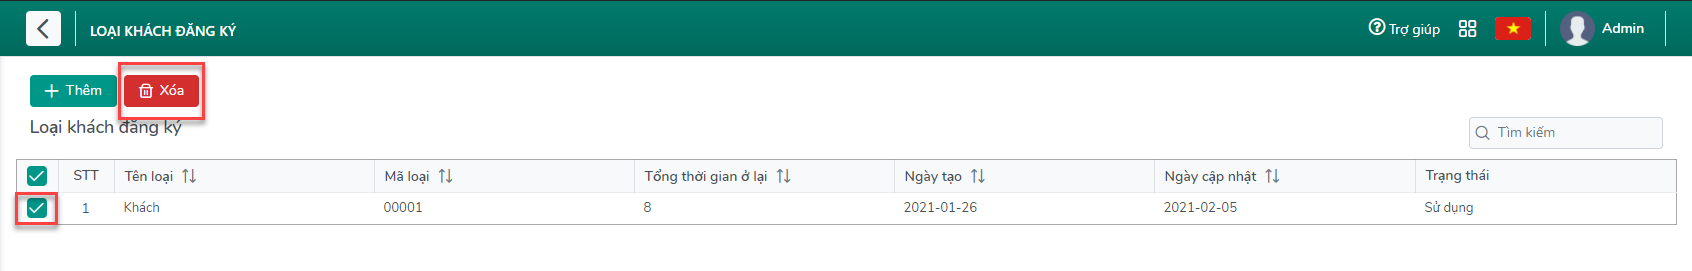 LOẠI KHÁCH ĐĂNG KÝ Trợ giúp Admin
Thêm Xóa
Loại khách đăng ký
Tìm kiếm
STT Tên loại Mã loại Tổng thời gian ở lại Ngày tạo Ngày cập nhật Trạng thái
1 Khách 00001 8 2021-01-26 2021-02-05 Sử dụng